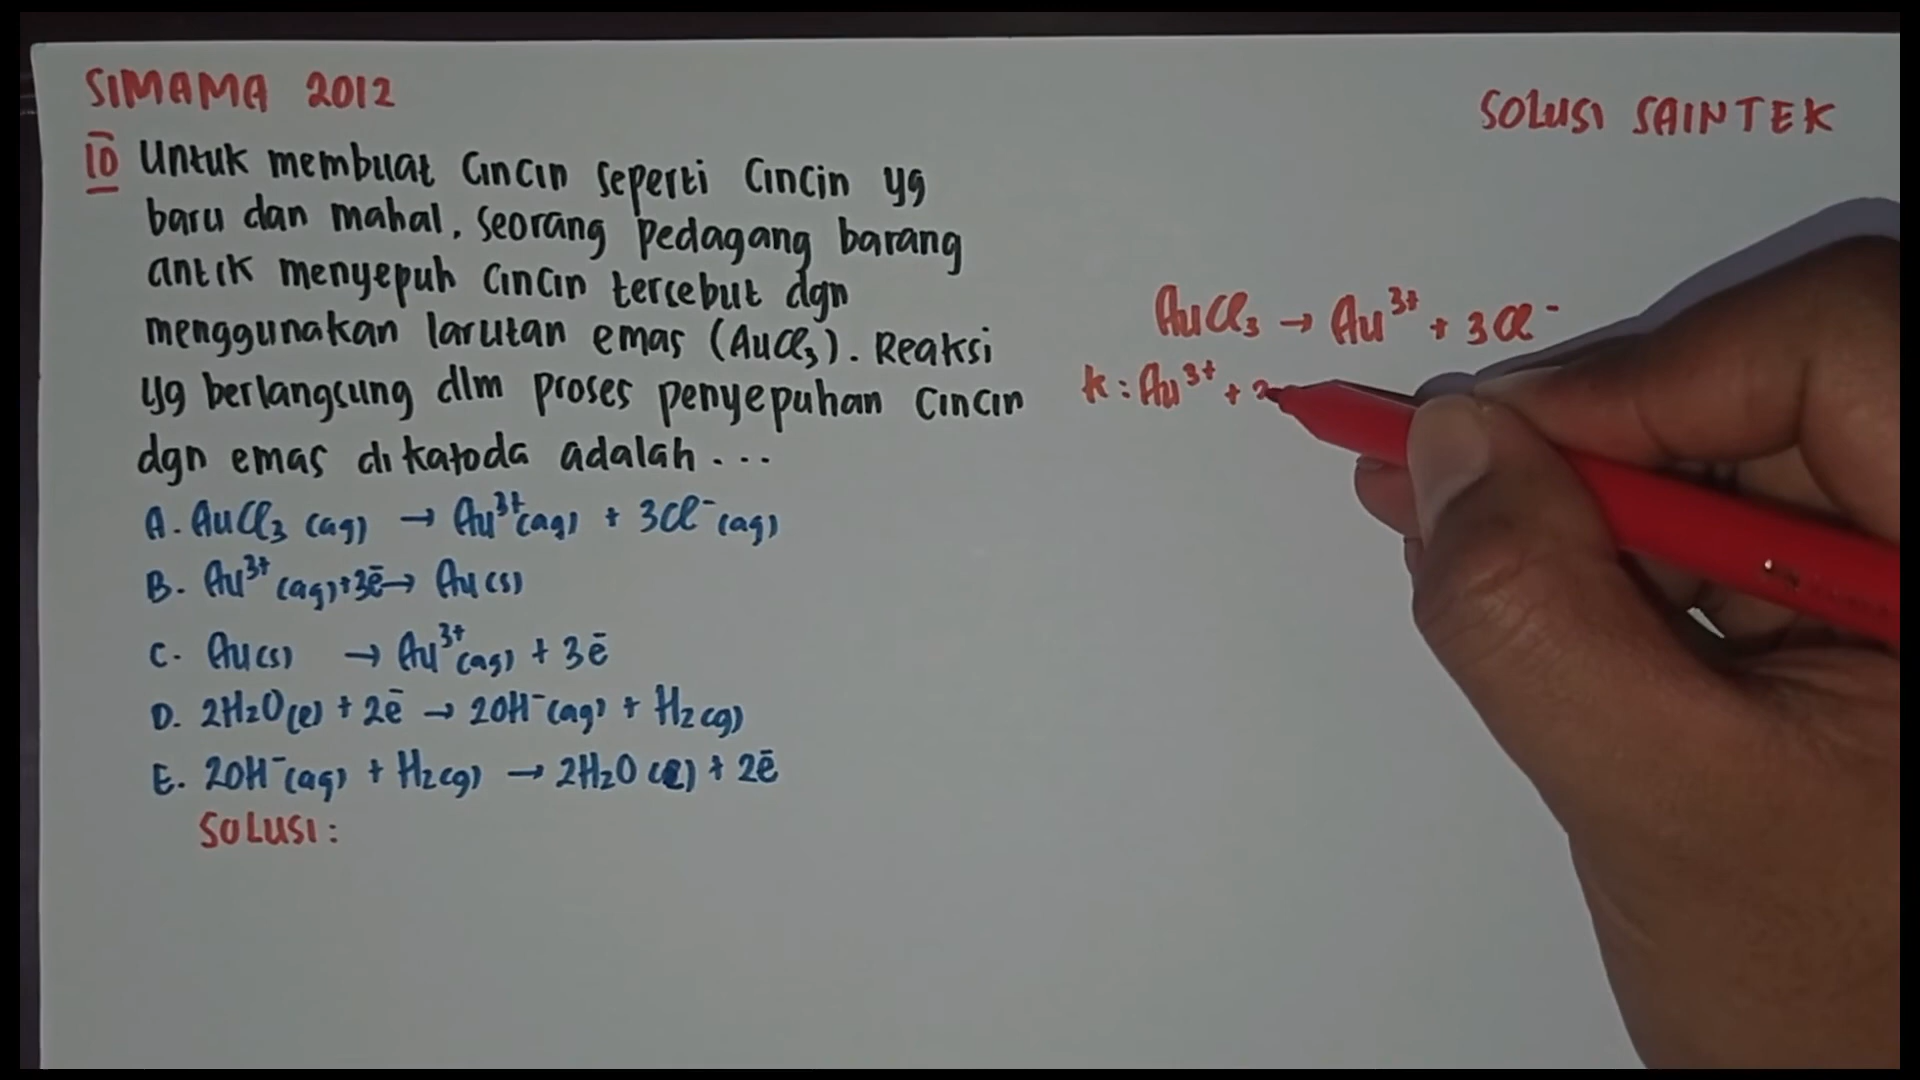 SIMAMA 2012
SOLUSI SAINTEK
10 Untuk membuat cincin seperti cincin yg
baru dan mahal, seorang pedagang barang
antik menyepuh cincin tersebut dgn
menggunakan larutan emas (AuCl₃). Reaksi
yg berlangsung dlm proses penyepuhan cincin
dgn emas di katoda adalah ...
A. AuCl₃ (aq) → Au³⁺(aq) + 3Cl⁻(aq)
B. Au³⁺ (aq)+3ē→ Au(s)
C. Au(s) → Au³⁺(aq) + 3ē
D. 2H₂O(l) + 2ē → 2OH⁻(aq) + H₂(g)
E. 2OH⁻(aq) + H₂(g) → 2H₂O(l) + 2ē
SOLUSI:
AuCl₃ → Au³⁺ + 3Cl⁻
k: Au³⁺ +